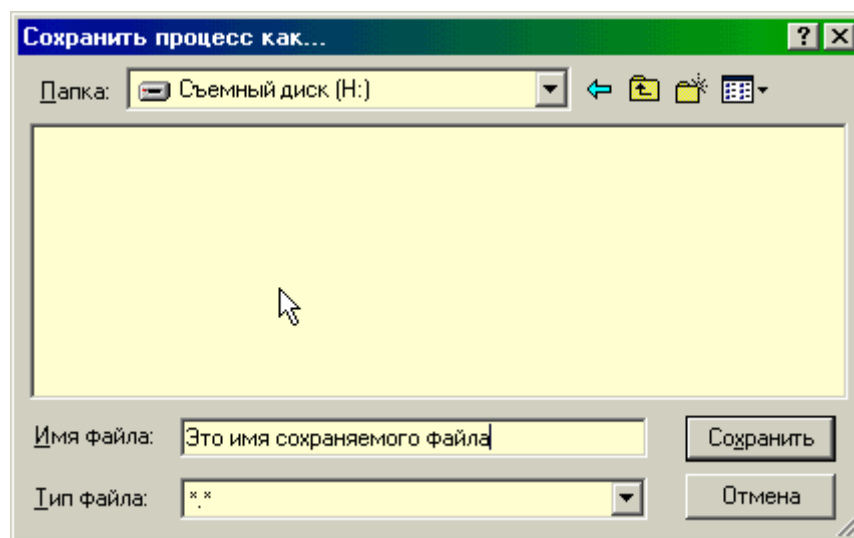 Сохранить процесс как...
Папка: Съемный диск (H:)
Имя файла: Это имя сохраняемого файла Сохранить
Тип файла: *.* Отмена